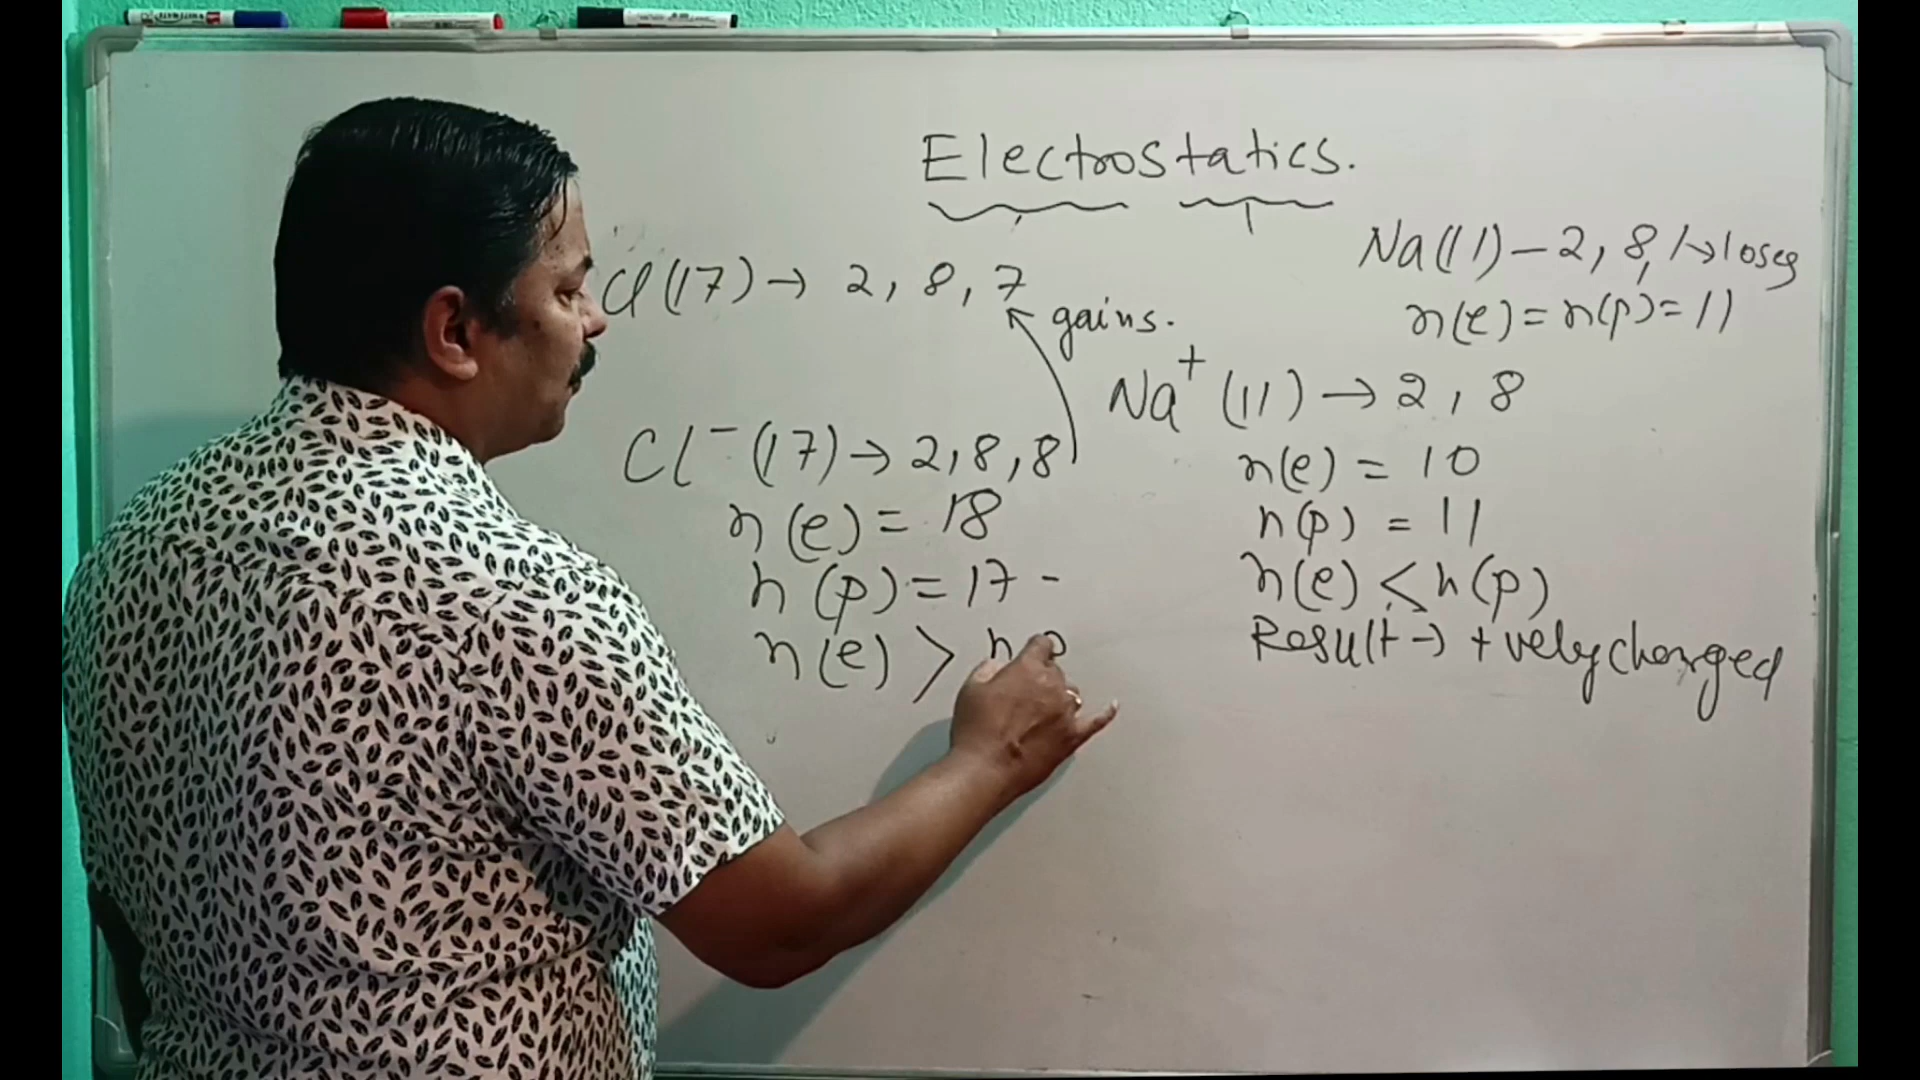 Electrostatics.
Cl(17) → 2, 8, 7
gains.
Cl⁻(17) → 2, 8, 8
n(e) = 18
n(p) = 17 -
n(e) > n
Na(11) – 2, 8, 1 → loses
n(e) = n(p) = 11
Na⁺(11) → 2, 8
n(e) = 10
n(p) = 11
n(e) < n(p)
Result → +vely charged